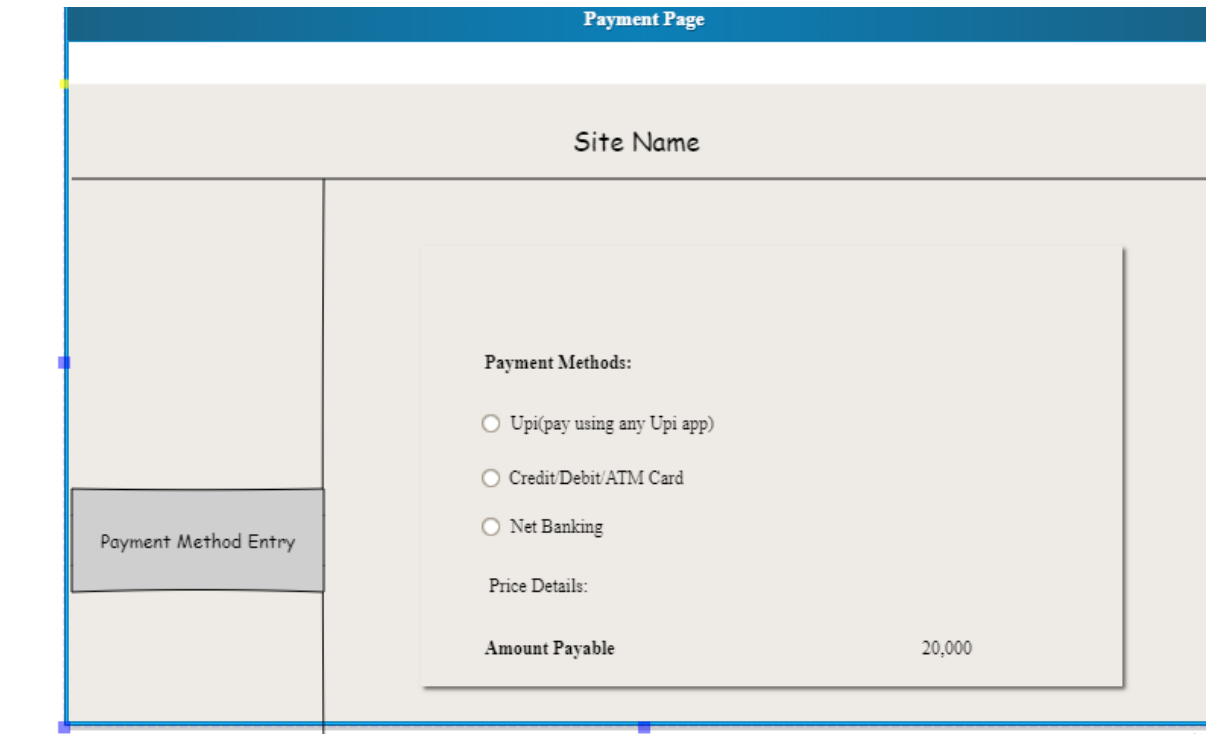 Payment Page
Site Name
Payment Methods:
Upi(pay using any Upi app)
Credit/Debit/ATM Card
Net Banking
Payment Method Entry
Price Details:
Amount Payable 20,000